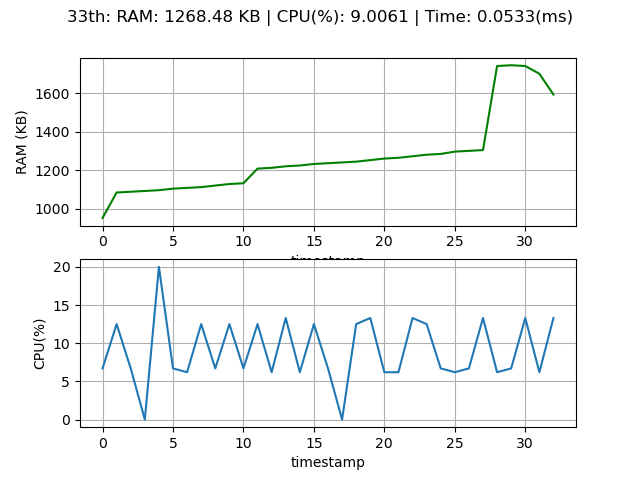 33th: RAM: 1268.48 KB | CPU(%): 9.0061 | Time: 0.0533(ms)
RAM (KB)
1600
1400
1200
1000
0 5 10 15 20 25 30
timestamp
CPU(%)
20
15
10
5
0
0 5 10 15 20 25 30
timestamp